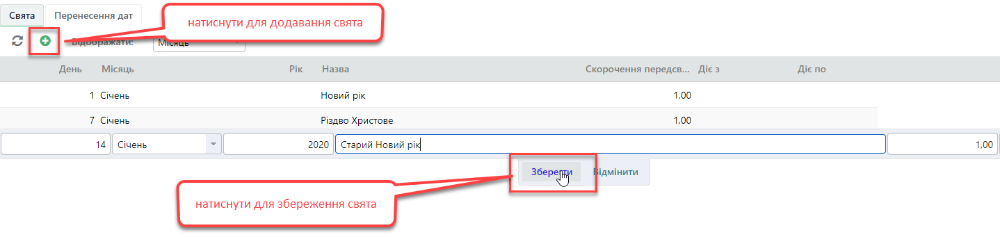 Свята Перенесення дат
натиснути для додавання свята
Відображати: Місяць
День Місяць Рік Назва Скорочення передсв... Діє з Діє по
1 Січень Новий рік 1,00
7 Січень Різдво Христове 1,00
14 Січень 2020 Старий Новий рік 1,00
Зберегти Відмінити
натиснути для збереження свята